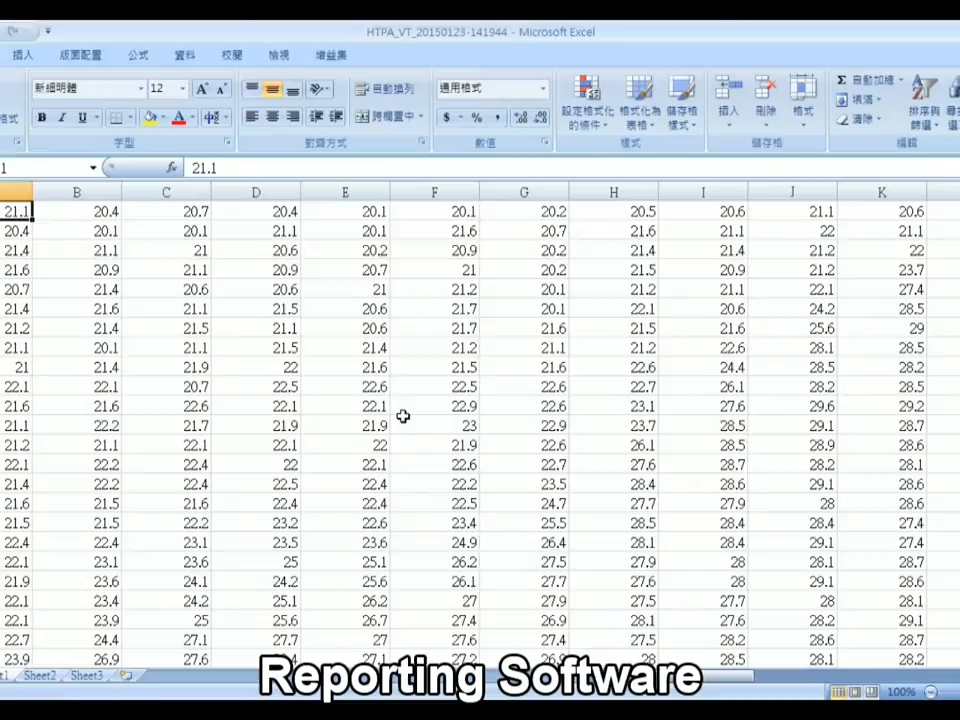 HTPA_VT_20150123-141944 - Microsoft Excel
插入 版面配置 公式 資料 校閱 檢視 增益集
新細明體 12 A A 自動換列 通用格式 設定格式化的條件 格式化為表格 儲存格樣式 插入 刪除 格式 Σ 自動加總 填滿 清除 排序與篩選
B I U A $ % ,
字型 對齊方式 跨欄置中 數值 樣式 儲存格 編輯
1 fx 21.1
B C D E F G H I J K
21.1 20.4 20.7 20.4 20.1 20.1 20.2 20.5 20.6 21.1 20.6
20.4 20.1 20.1 21.1 20.1 21.6 20.7 21.6 21.1 22 21.1
21.4 21.1 21 20.6 20.2 20.9 20.2 21.4 21.4 21.2 22
21.6 20.9 21.1 20.9 20.7 21 20.2 21.5 20.9 21.2 23.7
20.7 21.4 20.6 20.6 21 21.2 20.1 21.2 21.1 22.1 27.4
21.4 21.6 21.1 21.5 20.6 21.7 20.1 22.1 20.6 24.2 28.5
21.2 21.4 21.5 21.1 20.6 21.7 21.6 21.5 21.6 25.6 29
21.1 20.1 21.1 21.5 21.4 21.2 21.1 21.2 22.6 28.1 28.5
21 21.4 21.9 22 21.6 21.5 21.6 22.6 24.4 28.5 28.2
22.1 22.1 20.7 22.5 22.6 22.5 22.6 22.7 26.1 28.2 28.5
21.6 21.6 22.6 22.1 22.1 22.9 22.6 23.1 27.6 29.6 29.2
21.1 22.2 21.7 21.9 21.9 23 22.9 23.7 28.5 29.1 28.7
21.2 21.1 22.1 22.1 22 21.9 22.6 26.1 28.5 28.9 28.6
22.1 22.2 22.4 22 22.1 22.6 22.7 27.6 28.7 28.2 28.1
21.4 22.2 22.4 22.5 22.4 22.2 23.5 28.4 28.6 29.1 28.6
21.6 21.5 21.6 22.4 22.4 22.5 24.7 27.7 27.9 28 28.6
21.5 21.5 22.2 23.2 22.6 23.4 25.5 28.5 28.4 28.4 27.4
22.4 22.4 23.1 23.5 23.6 24.9 26.4 28.1 28.4 29.1 27.4
22.1 23.1 23.6 25 25.1 26.2 27.5 27.9 28 28.1 28.7
21.9 23.6 24.1 24.2 25.6 26.1 27.7 27.6 28 29.1 28.6
22.1 23.4 24.2 25.1 26.2 27 27.9 27.5 27.7 28 28.1
22.1 23.9 25 25.6 26.7 27.4 26.9 28.1 27.6 28.2 29.1
22.7 24.4 27.1 27.7 27 27.6 27.4 27.5 28.2 28.6 28.7
23.9 26.9 27.6 27.1 27.2 26.9 28 28.5 28.1 28.2
Sheet2 Sheet3 100%
Reporting Software